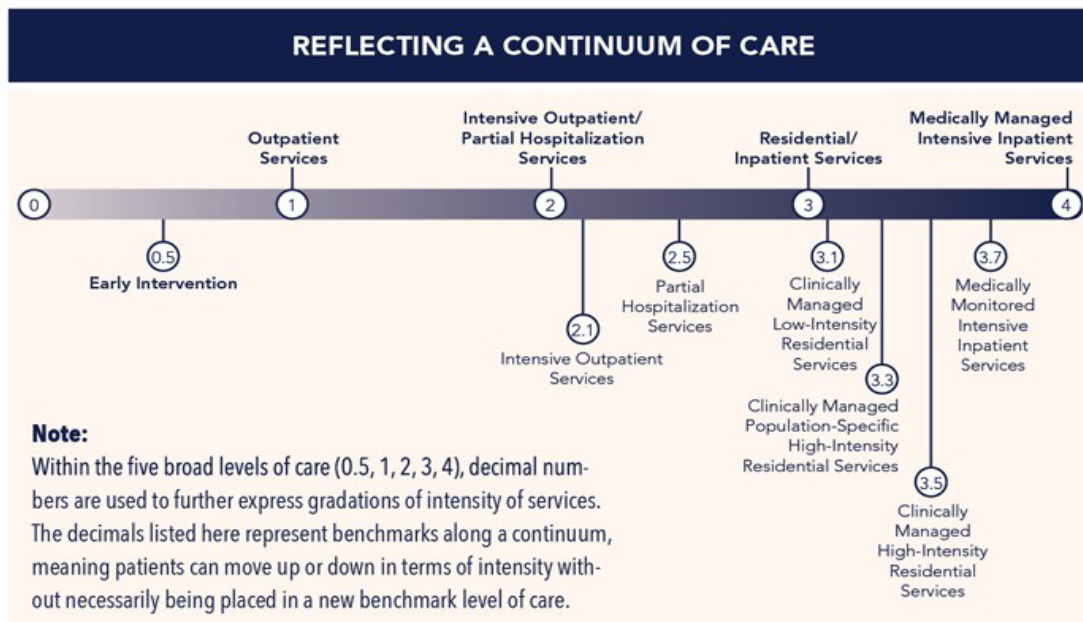 REFLECTING A CONTINUUM OF CARE
Outpatient
Services
Intensive Outpatient/
Partial Hospitalization
Services
Residential/
Inpatient Services
Medically Managed
Intensive Inpatient
Services
0
1
2
3
4
0.5
Early Intervention
2.1
Intensive Outpatient
Services
2.5
Partial
Hospitalization
Services
3.1
Clinically
Managed
Low-Intensity
Residential
Services
3.3
Clinically Managed
Population-Specific
High-Intensity
Residential Services
3.5
Clinically
Managed
High-Intensity
Residential
Services
3.7
Medically
Monitored
Intensive
Inpatient
Services
Note:
Within the five broad levels of care (0.5, 1, 2, 3, 4), decimal num-
bers are used to further express gradations of intensity of services.
The decimals listed here represent benchmarks along a continuum,
meaning patients can move up or down in terms of intensity with-
out necessarily being placed in a new benchmark level of care.